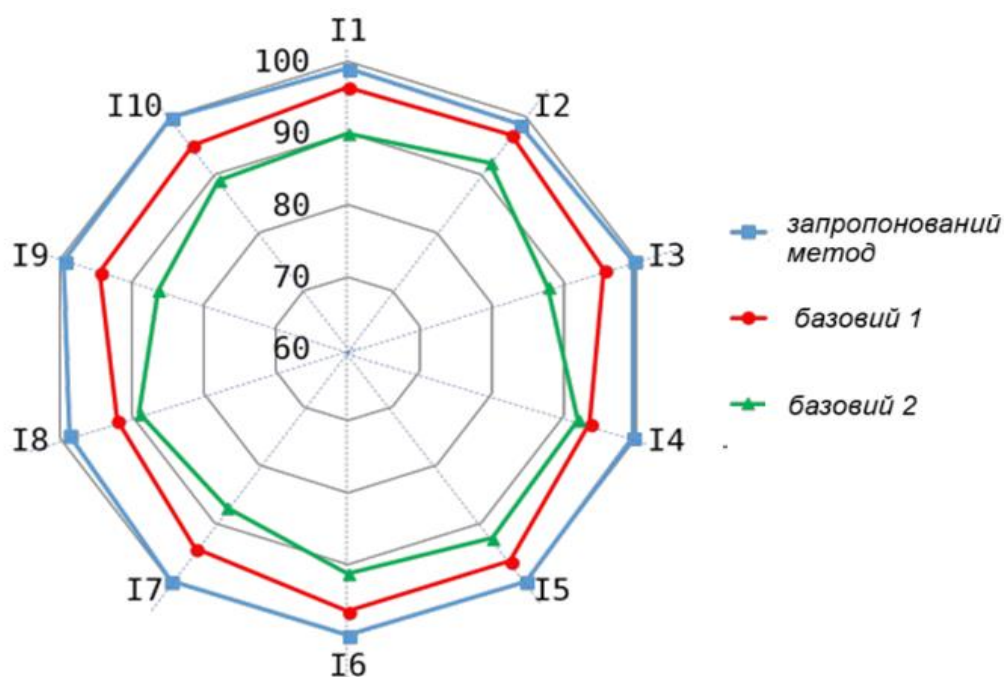 I1
100
I10
I2
90
80
70
I9
I3
60
I8
I4
I7
I5
I6
запропонований
метод
базовий 1
базовий 2